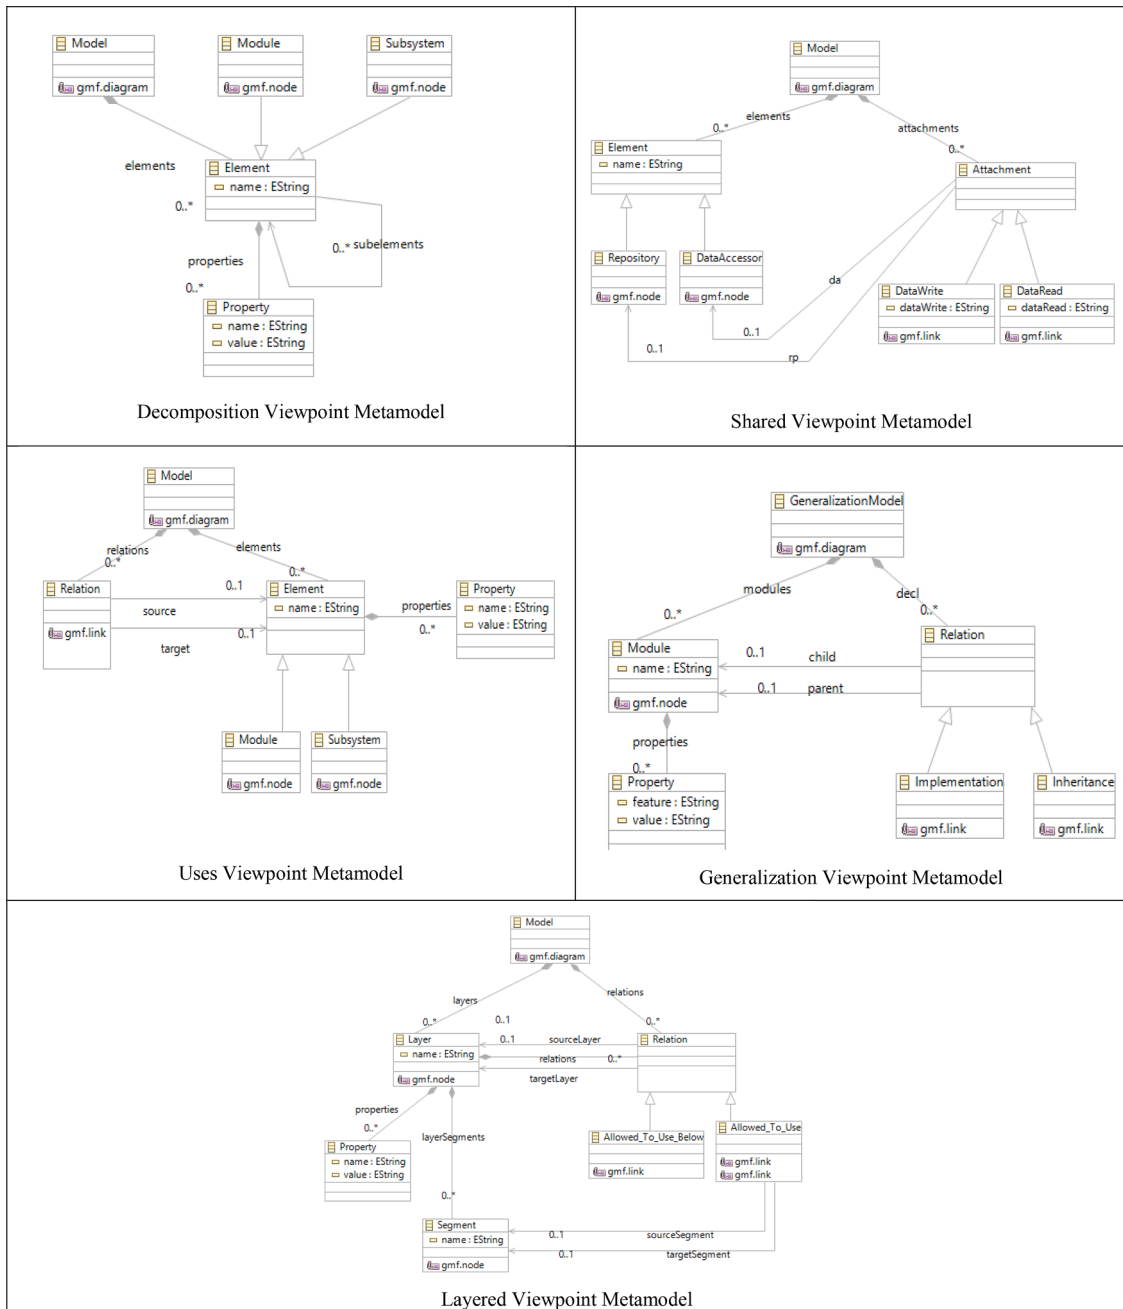 Model
gmf.diagram
Module
gmf.node
Subsystem
gmf.node
elements
0..*
Element
name : EString
0..*
subelements
properties
0..*
Property
name : EString
value : EString
Decomposition Viewpoint Metamodel
Model
gmf.diagram
elements
0..*
attachments
0..*
Element
name : EString
Attachment
Repository
gmf.node
DataAccessor
gmf.node
da
0..1
0..1
rp
DataWrite
dataWrite : EString
gmf.link
DataRead
dataRead : EString
gmf.link
Shared Viewpoint Metamodel
Model
gmf.diagram
relations
0..*
elements
0..*
Relation
gmf.link
0..1
source
0..1
target
Element
name : EString
properties
0..*
Property
name : EString
value : EString
Module
gmf.node
Subsystem
gmf.node
Uses Viewpoint Metamodel
GeneralizationModel
gmf.diagram
modules
0..*
decl
0..*
Module
name : EString
gmf.node
0..1
child
0..1
parent
Relation
properties
0..*
Property
feature : EString
value : EString
Implementation
gmf.link
Inheritance
gmf.link
Generalization Viewpoint Metamodel
Model
gmf.diagram
layers
0..*
relations
0..*
0..1
Layer
name : EString
gmf.node
0..1
sourceLayer
relations
0..*
targetLayer
Relation
properties
0..*
Property
name : EString
value : EString
layerSegments
0..*
Allowed_To_Use_Below
gmf.link
Allowed_To_Use
gmf.link
gmf.link
Segment
name : EString
gmf.node
0..1
sourceSegment
0..1
targetSegment
Layered Viewpoint Metamodel